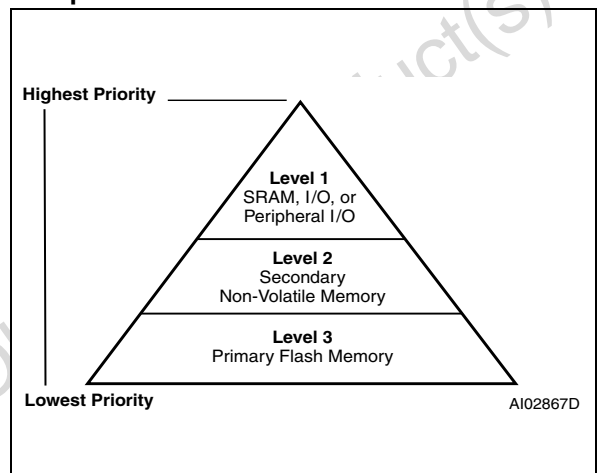 Highest Priority
Level 1
SRAM, I/O, or
Peripheral I/O
Level 2
Secondary
Non-Volatile Memory
Level 3
Primary Flash Memory
Lowest Priority
AI02867D